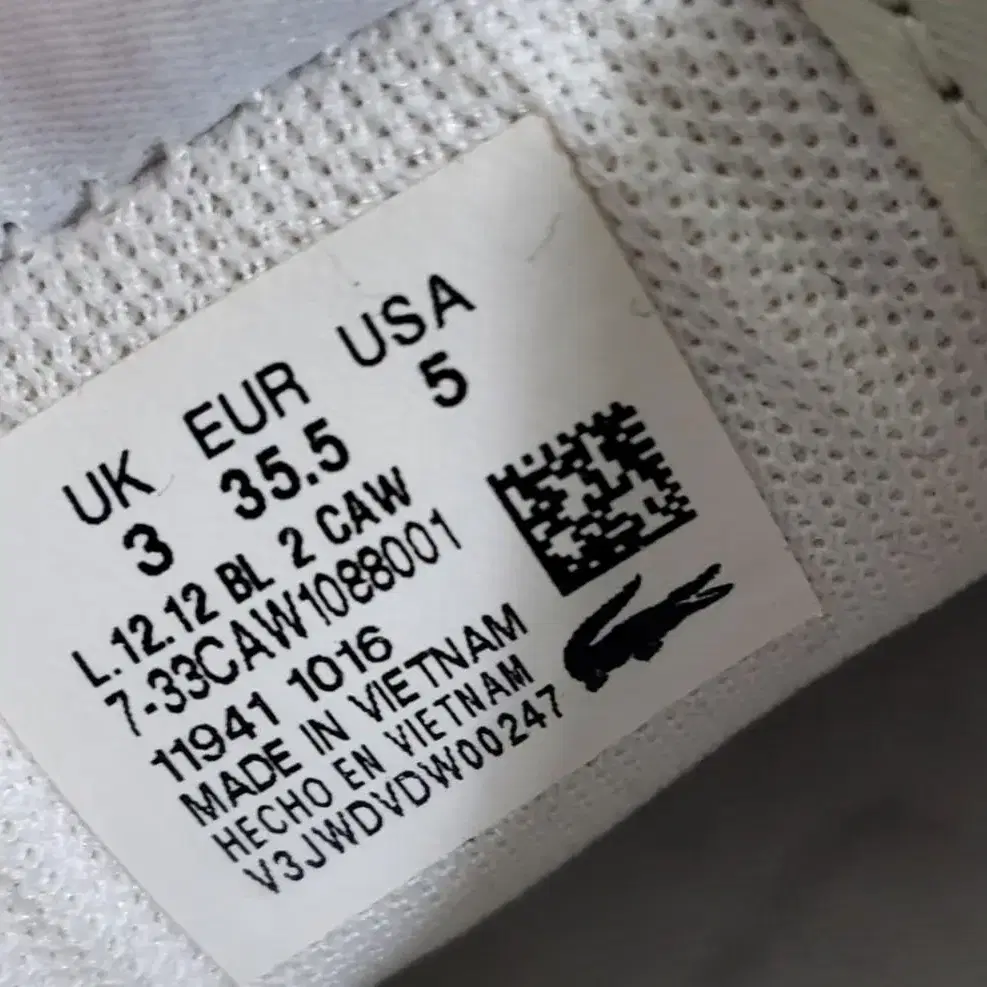 UK EUR USA
3 35.5 5
L.12.12 BL 2 CAW
7-33CAW1088001
11941 1016
MADE IN VIETNAM
HECHO EN VIETNAM
V3JWDVDW00247